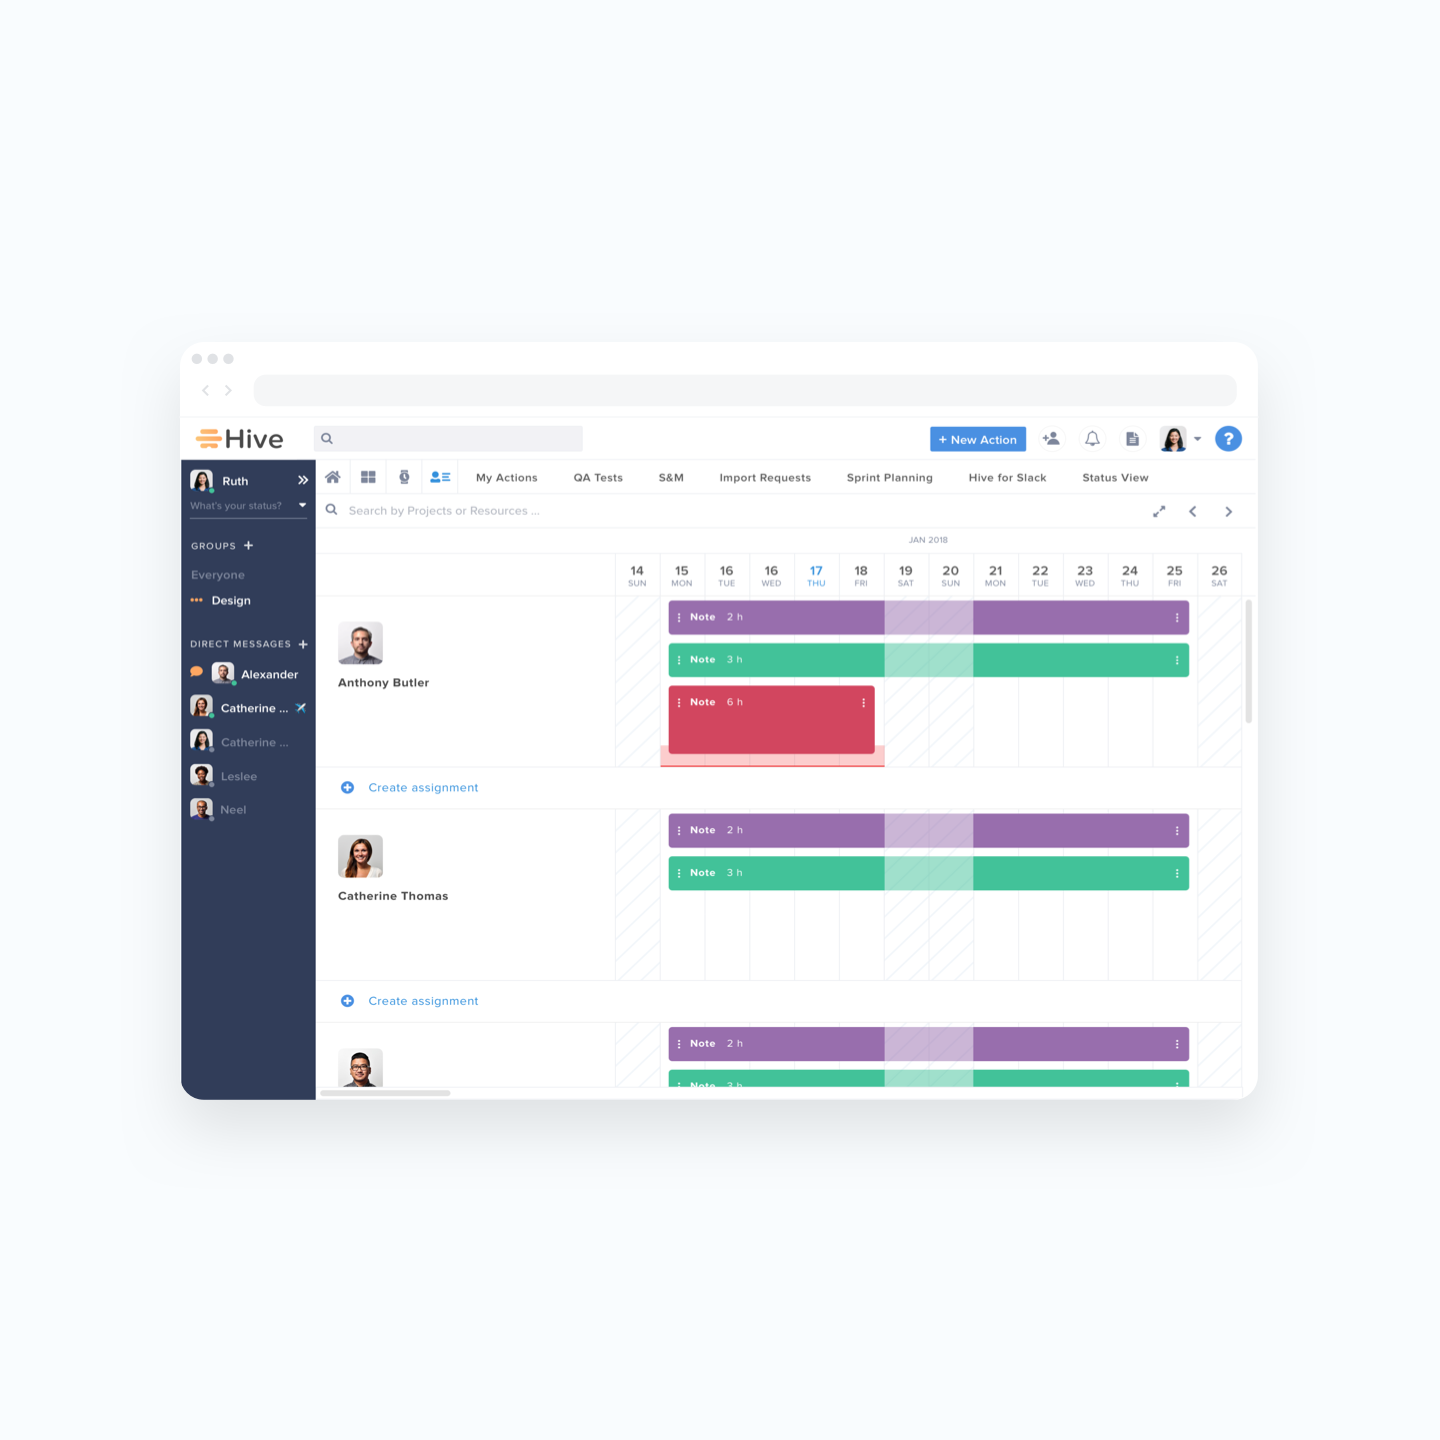 Hive
+ New Action
?
Ruth
What's your status?
GROUPS +
Everyone
Design
DIRECT MESSAGES +
Alexander
Catherine ...
Catherine ...
Leslee
Neel
My Actions QA Tests S&M Import Requests Sprint Planning Hive for Slack Status View
Search by Projects or Resources ...
JAN 2018
14 15 16 16 17 18 19 20 21 22 23 24 25 26
SUN MON TUE WED THU FRI SAT SUN MON TUE WED THU FRI SAT
Note 2 h
Note 3 h
Anthony Butler
Note 6 h
Create assignment
Note 2 h
Note 3 h
Catherine Thomas
Create assignment
Note 2 h
Note 3 h